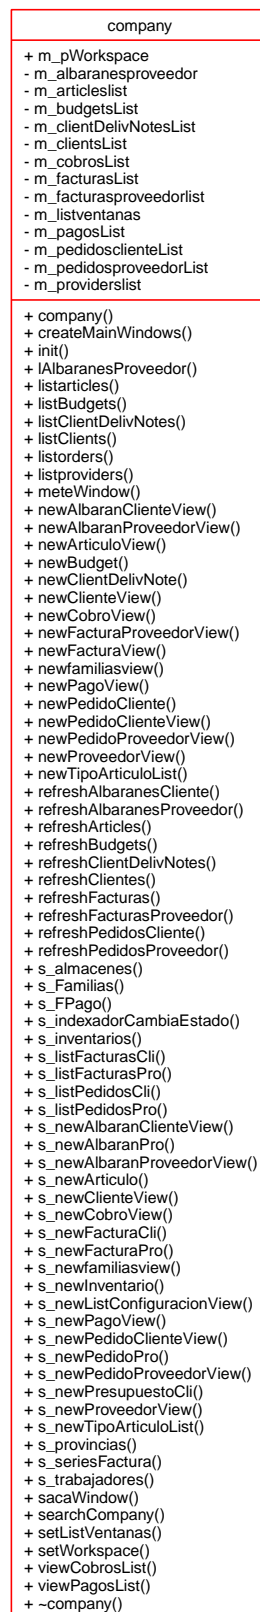 company
+ m_pWorkspace
- m_albaranesproveedor
- m_articleslist
- m_budgetsList
- m_clientDelivNotesList
- m_clientsList
- m_cobrosList
- m_facturasList
- m_facturasproveedorlist
- m_listventanas
- m_pagosList
- m_pedidosclienteList
- m_pedidosproveedorList
- m_providerslist
+ company()
+ createMainWindows()
+ init()
+ lAlbaranesProveedor()
+ listarticles()
+ listBudgets()
+ listClientDelivNotes()
+ listClients()
+ listorders()
+ listproviders()
+ meteWindow()
+ newAlbaranClienteView()
+ newAlbaranProveedorView()
+ newArticuloView()
+ newBudget()
+ newClientDelivNote()
+ newClienteView()
+ newCobroView()
+ newFacturaProveedorView()
+ newFacturaView()
+ newfamiliasview()
+ newPagoView()
+ newPedidoCliente()
+ newPedidoClienteView()
+ newPedidoProveedorView()
+ newProveedorView()
+ newTipoArticuloList()
+ refreshAlbaranesCliente()
+ refreshAlbaranesProveedor()
+ refreshArticles()
+ refreshBudgets()
+ refreshClientDelivNotes()
+ refreshClientes()
+ refreshFacturas()
+ refreshFacturasProveedor()
+ refreshPedidosCliente()
+ refreshPedidosProveedor()
+ s_almacenes()
+ s_Familias()
+ s_FPago()
+ s_indexadorCambiaEstado()
+ s_inventarios()
+ s_listFacturasCli()
+ s_listFacturasPro()
+ s_listPedidosCli()
+ s_listPedidosPro()
+ s_newAlbaranClienteView()
+ s_newAlbaranPro()
+ s_newAlbaranProveedorView()
+ s_newArticulo()
+ s_newClienteView()
+ s_newCobroView()
+ s_newFacturaCli()
+ s_newFacturaPro()
+ s_newfamiliasview()
+ s_newInventario()
+ s_newListConfiguracionView()
+ s_newPagoView()
+ s_newPedidoClienteView()
+ s_newPedidoPro()
+ s_newPedidoProveedorView()
+ s_newPresupuestoCli()
+ s_newProveedorView()
+ s_newTipoArticuloList()
+ s_provincias()
+ s_seriesFactura()
+ s_trabajadores()
+ sacaWindow()
+ searchCompany()
+ setListVentanas()
+ setWorkspace()
+ viewCobrosList()
+ viewPagosList()
+ ~company()